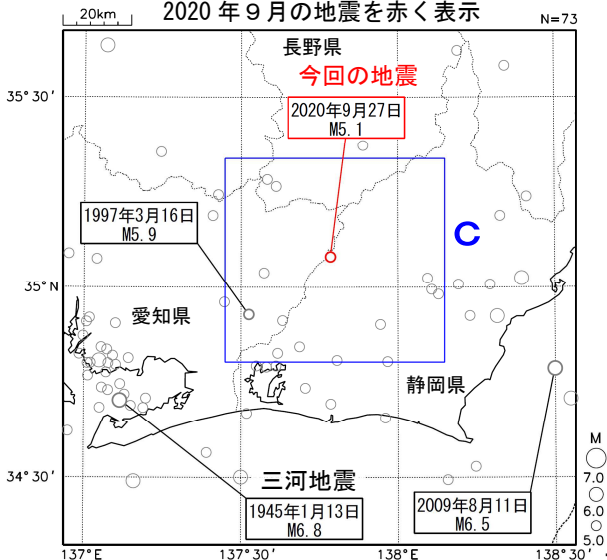 2020年９月の地震を赤く表示
20km
N=73
長野県
今回の地震
35°30'
2020年9月27日
M5.1
1997年3月16日
M5.9
C
35°N
愛知県
静岡県
M
7.0
6.0
5.0
34°30'
三河地震
1945年1月13日
M6.8
2009年8月11日
M6.5
137°E
137°30'
138°E
138°30'